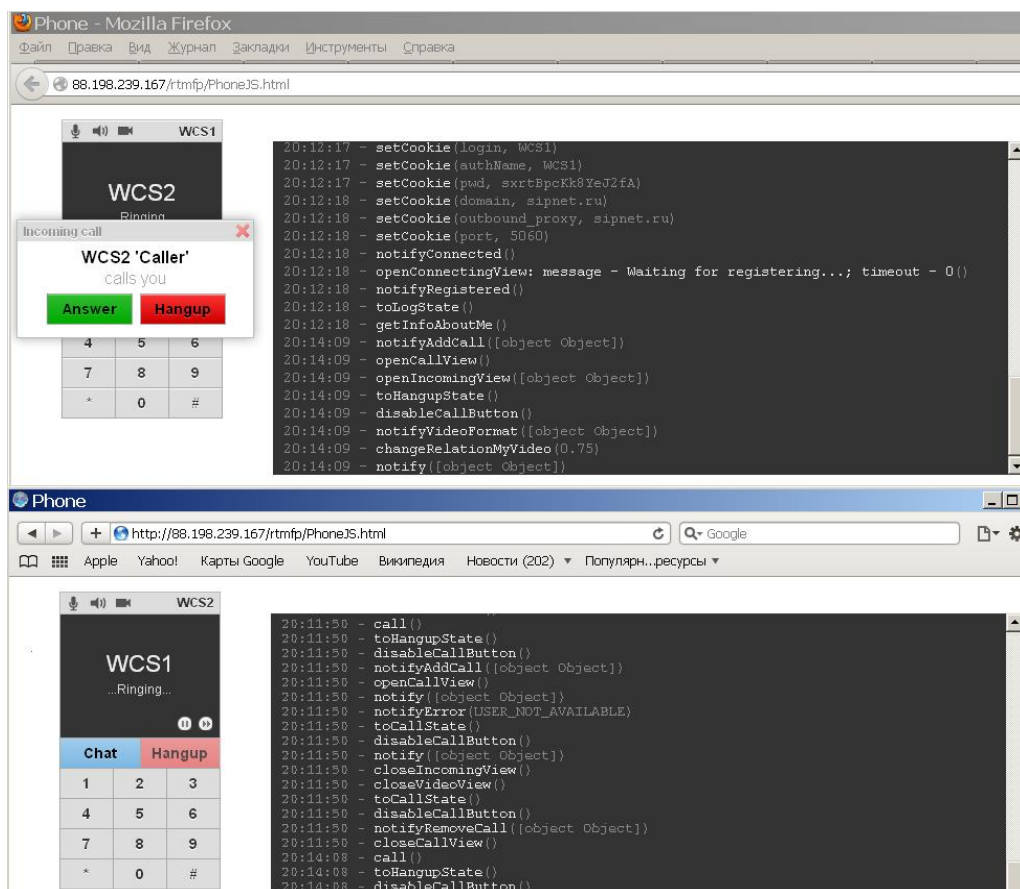 Phone - Mozilla Firefox
Файл Правка Вид Журнал Закладки Инструменты Справка
88.198.239.167/rtmfp/PhoneJS.html
WCS1
WCS2
Ringing
Incoming call
WCS2 'Caller'
calls you
Answer Hangup
4 5 6
7 8 9
* 0 #
20:12:17 - setCookie(login, WCS1)
20:12:17 - setCookie(authName, WCS1)
20:12:17 - setCookie(pwd, sxrtBpcKk8YeJ2fA)
20:12:18 - setCookie(domain, sipnet.ru)
20:12:18 - setCookie(outbound_proxy, sipnet.ru)
20:12:18 - setCookie(port, 5060)
20:12:18 - notifyConnected()
20:12:18 - openConnectingView: message - Waiting for registering...; timeout - 0()
20:12:18 - notifyRegistered()
20:12:18 - toLogState()
20:12:18 - getInfoAboutMe()
20:14:09 - notifyAddCall([object Object])
20:14:09 - openCallView()
20:14:09 - openIncomingView([object Object])
20:14:09 - toHangupState()
20:14:09 - disableCallButton()
20:14:09 - notifyVideoFormat([object Object])
20:14:09 - changeRelationMyVideo(0.75)
20:14:09 - notify([object Object])
Phone
http://88.198.239.167/rtmfp/PhoneJS.html
Google
Apple Yahoo! Карты Google YouTube Википедия Новости (202) Популярн...ресурсы
WCS2
WCS1
...Ringing...
Chat Hangup
1 2 3
4 5 6
7 8 9
* 0 #
20:11:50 - call()
20:11:50 - toHangupState()
20:11:50 - disableCallButton()
20:11:50 - notifyAddCall([object Object])
20:11:50 - openCallView()
20:11:50 - notify([object Object])
20:11:50 - notifyError(USER_NOT_AVAILABLE)
20:11:50 - toCallState()
20:11:50 - disableCallButton()
20:11:50 - notify([object Object])
20:11:50 - closeIncomingView()
20:11:50 - closeVideoView()
20:11:50 - toCallState()
20:11:50 - disableCallButton()
20:11:50 - notifyRemoveCall([object Object])
20:11:50 - closeCallView()
20:14:08 - call()
20:14:08 - toHangupState()
20:14:08 - disableCallButton()